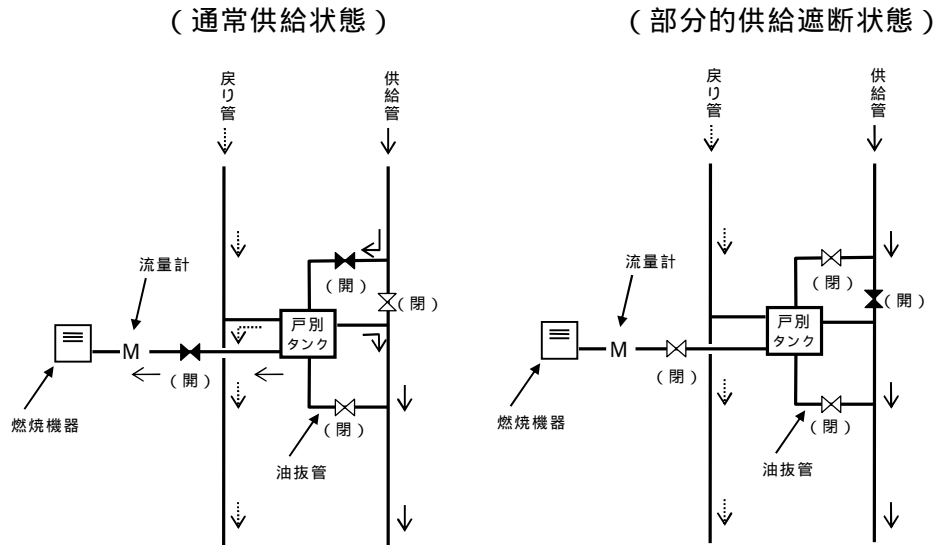 （通常供給状態）
（部分的供給遮断状態）
戻り管
供給管
流量計
（開）
（閉）
戸別
タンク
M
（開）
燃焼機器
（閉）
油抜管
戻り管
供給管
流量計
（閉）
（開）
戸別
タンク
M
（閉）
燃焼機器
（閉）
油抜管